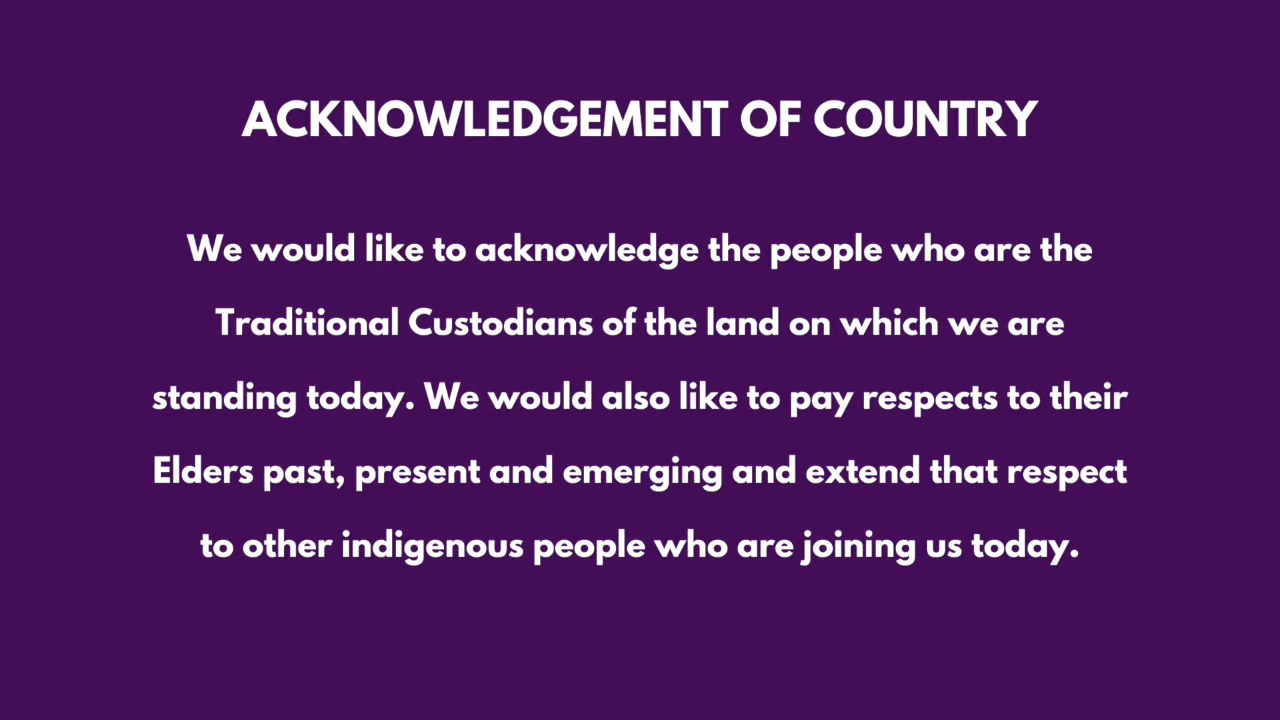 ACKNOWLEDGEMENT OF COUNTRY
We would like to acknowledge the people who are the
Traditional Custodians of the land on which we are
standing today. We would also like to pay respects to their
Elders past, present and emerging and extend that respect
to other indigenous people who are joining us today.